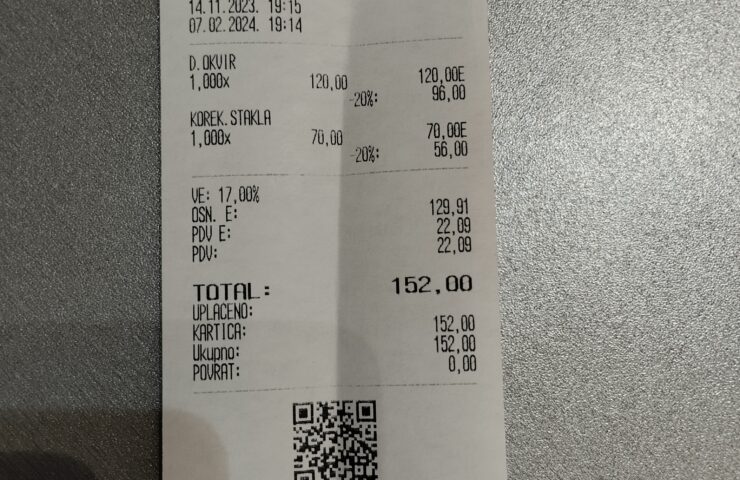 14.11.2023. 19:15
07.02.2024. 19:14
D.OKVIR
1,000x 120,00 120,00E
-20%: 96,00
KOREK.STAKLA
1,000x 70,00 70,00E
-20%: 56,00
VE: 17,00%
OSN. E: 129,91
PDV E: 22,09
PDV: 22,09
TOTAL: 152,00
UPLAĆENO:
KARTICA: 152,00
Ukupno: 152,00
POVRAT: 0,00